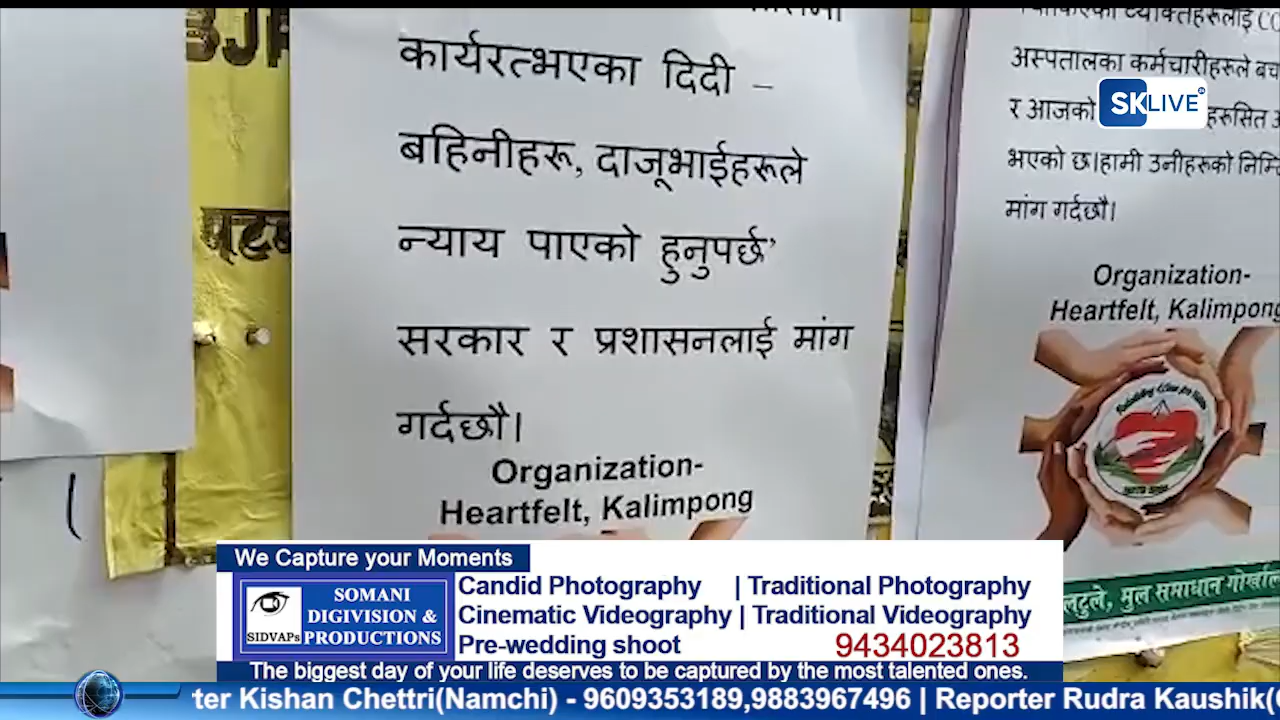 कार्यरत्भएका दिदी –
बहिनीहरू, दाजूभाईहरूले
न्याय पाएको हुनुपर्छ’
सरकार र प्रशासनलाई मांग
गर्दछौ।
Organization-
Heartfelt, Kalimpong
अस्पतालका कर्मचारीहरूले
र आजको
भएको छ।हामी उनीहरूको
मांग गर्दछौ।
Organization-
Heartfelt, Kalimpong
मुल समाधान
SK LIVE
We Capture your Moments
SIDVAPs
SOMANI
DIGIVISION &
PRODUCTIONS
Candid Photography | Traditional Photography
Cinematic Videography | Traditional Videography
Pre-wedding shoot 9434023813
The biggest day of your life deserves to be captured by the most talented ones.
ter Kishan Chettri(Namchi) - 9609353189,9883967496 | Reporter Rudra Kaushik(